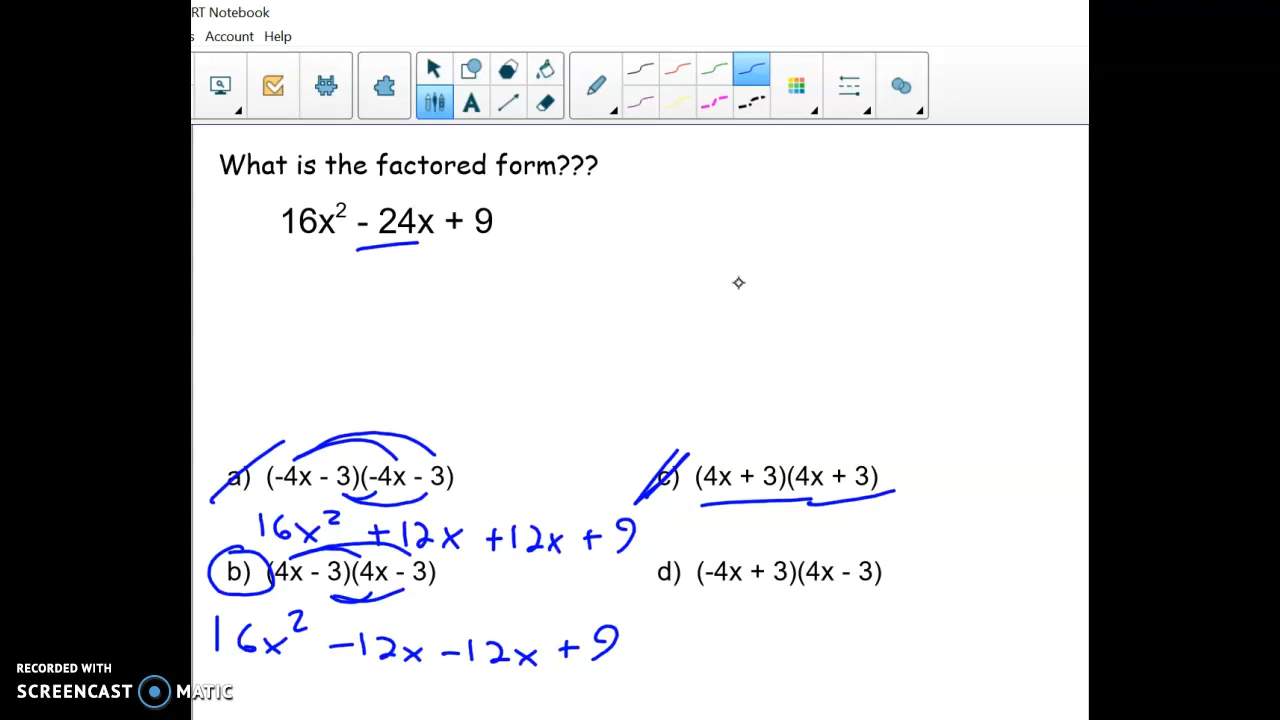 RT Notebook
s Account Help
What is the factored form???
16x² - 24x + 9
a) (-4x - 3)(-4x - 3)
16x² +12x +12x + 9
b) (4x - 3)(4x - 3)
16x² -12x -12x + 9
c) (4x + 3)(4x + 3)
d) (-4x + 3)(4x - 3)
RECORDED WITH
SCREENCAST MATIC